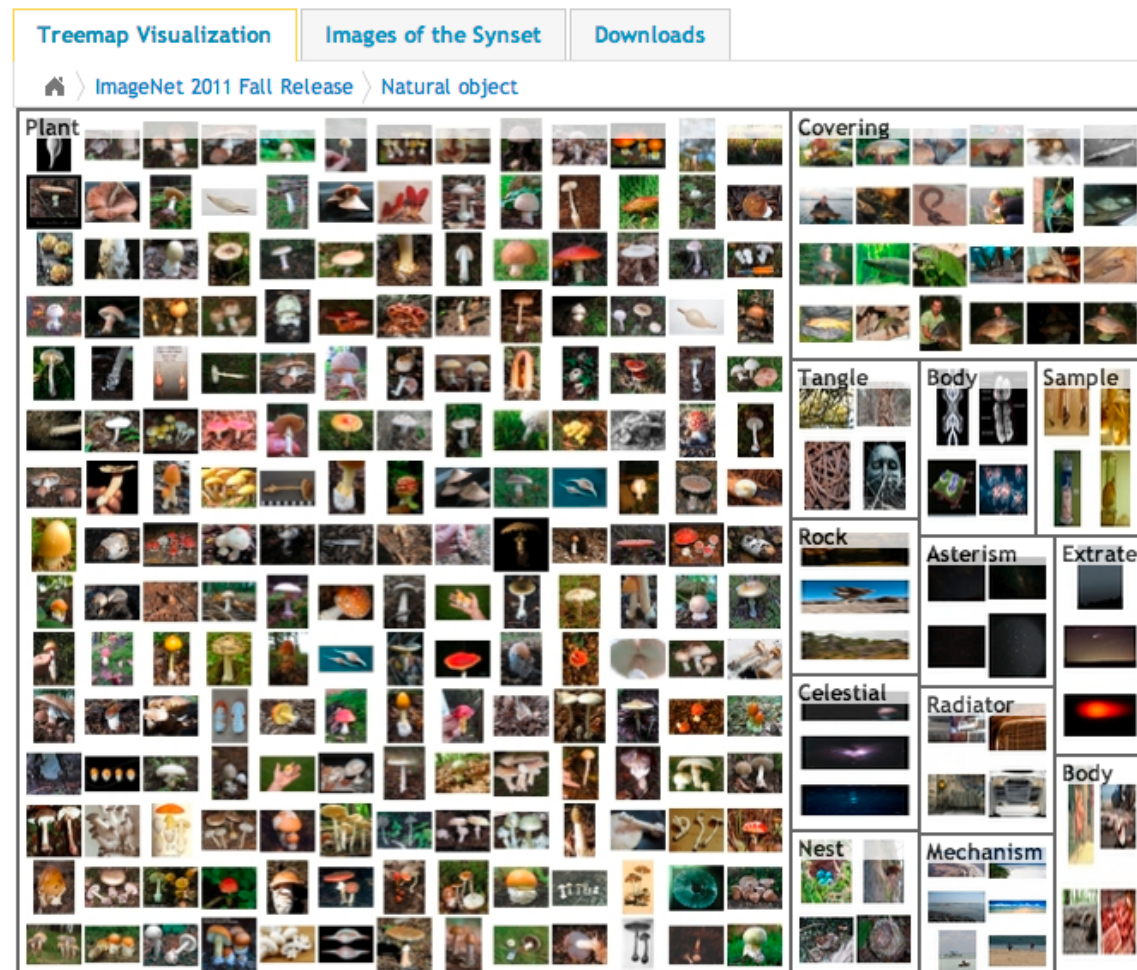 Treemap Visualization
Images of the Synset
Downloads
ImageNet 2011 Fall Release
Natural object
Plant
Covering
Tangle
Body
Sample
Rock
Asterism
Extrate
Celestial
Radiator
Body
Nest
Mechanism